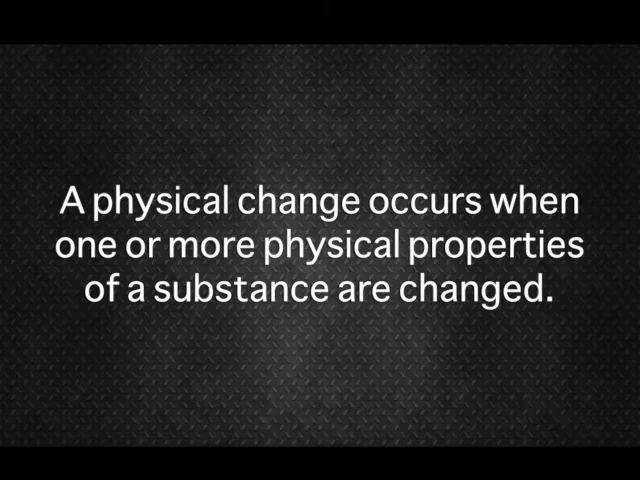 A physical change occurs when
one or more physical properties
of a substance are changed.